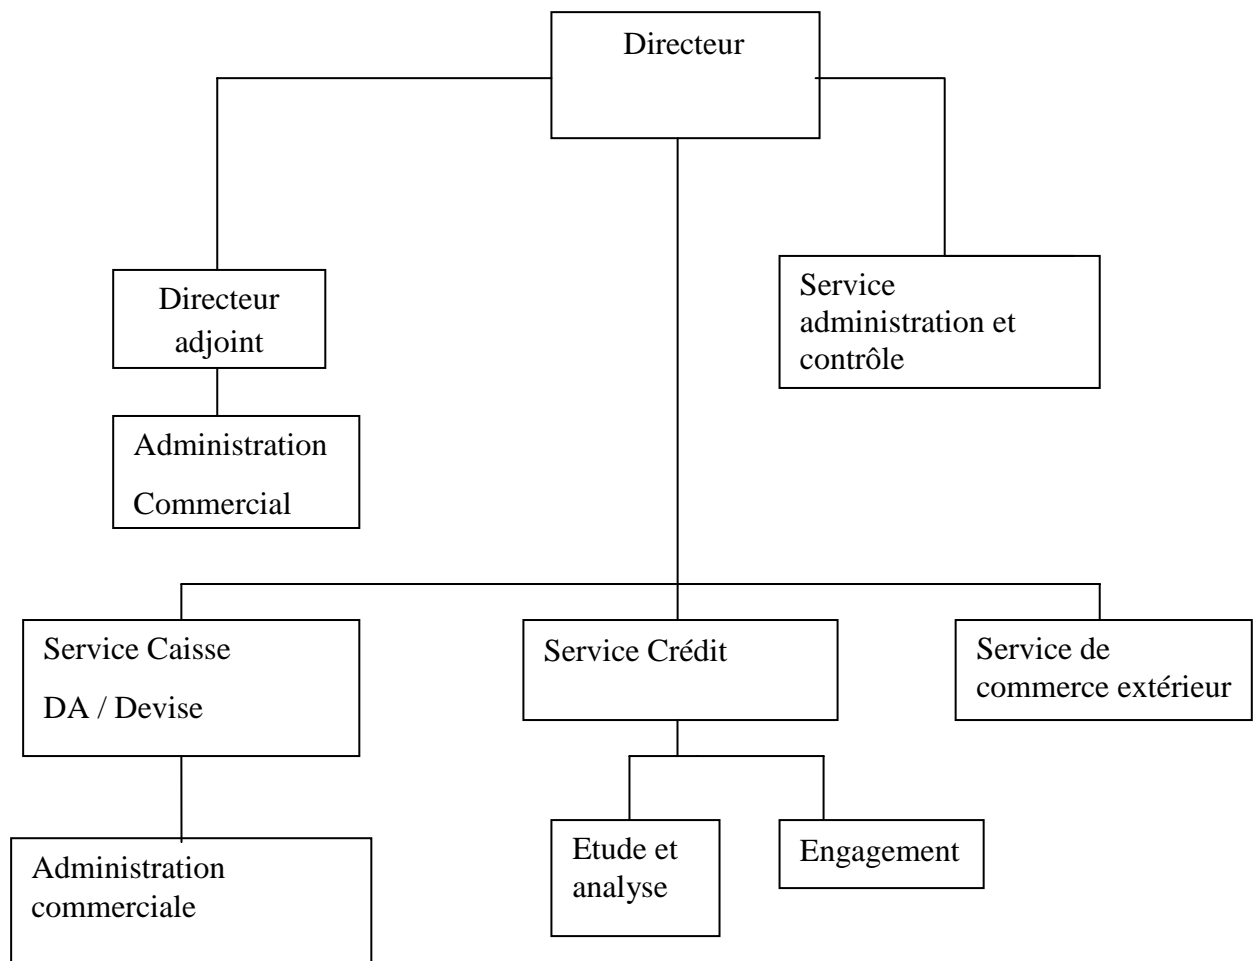 Directeur
Directeur
adjoint
Service
administration et
contrôle
Administration
Commercial
Service Caisse
DA / Devise
Service Crédit
Service de
commerce extérieur
Etude et
analyse
Engagement
Administration
commerciale